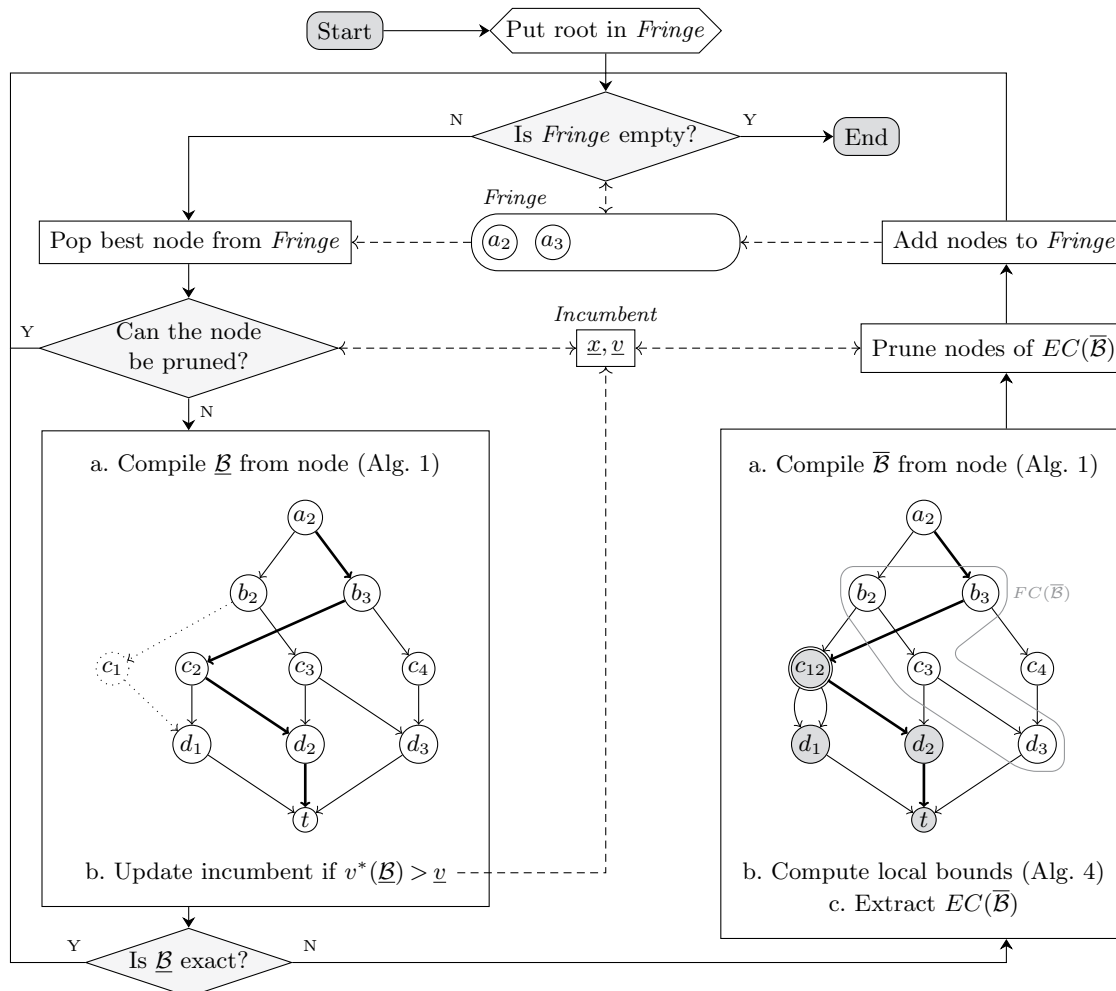 Start
Put root in Fringe
N
Is Fringe empty?
Y
End
Fringe
Pop best node from Fringe
a₂
a₃
Add nodes to Fringe
Y
Can the node
be pruned?
N
Incumbent
x̲, v̲
Prune nodes of EC(ℬ̅)
a. Compile ℬ̲ from node (Alg. 1)
a₂
b₂
b₃
c₁
c₂
c₃
c₄
d₁
d₂
d₃
t
b. Update incumbent if v*(ℬ̲) > v̲
a. Compile ℬ̅ from node (Alg. 1)
a₂
b₂
b₃
FC(ℬ̅)
c₁₂
c₃
c₄
d₁
d₂
d₃
t
b. Compute local bounds (Alg. 4)
c. Extract EC(ℬ̅)
Y
Is ℬ̲ exact?
N